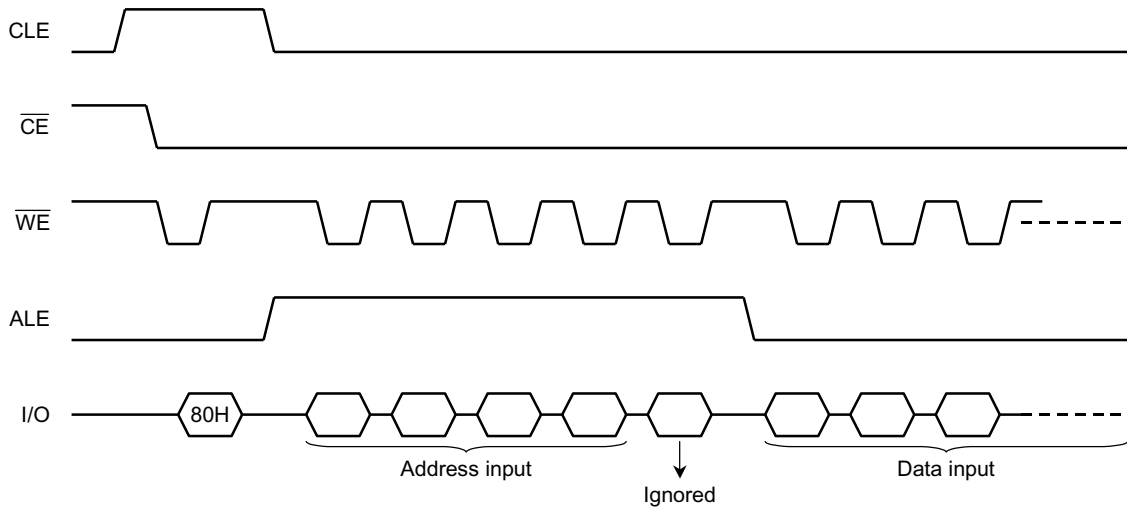 CLE
CE
WE
ALE
I/O
80H
Address input
Ignored
Data input